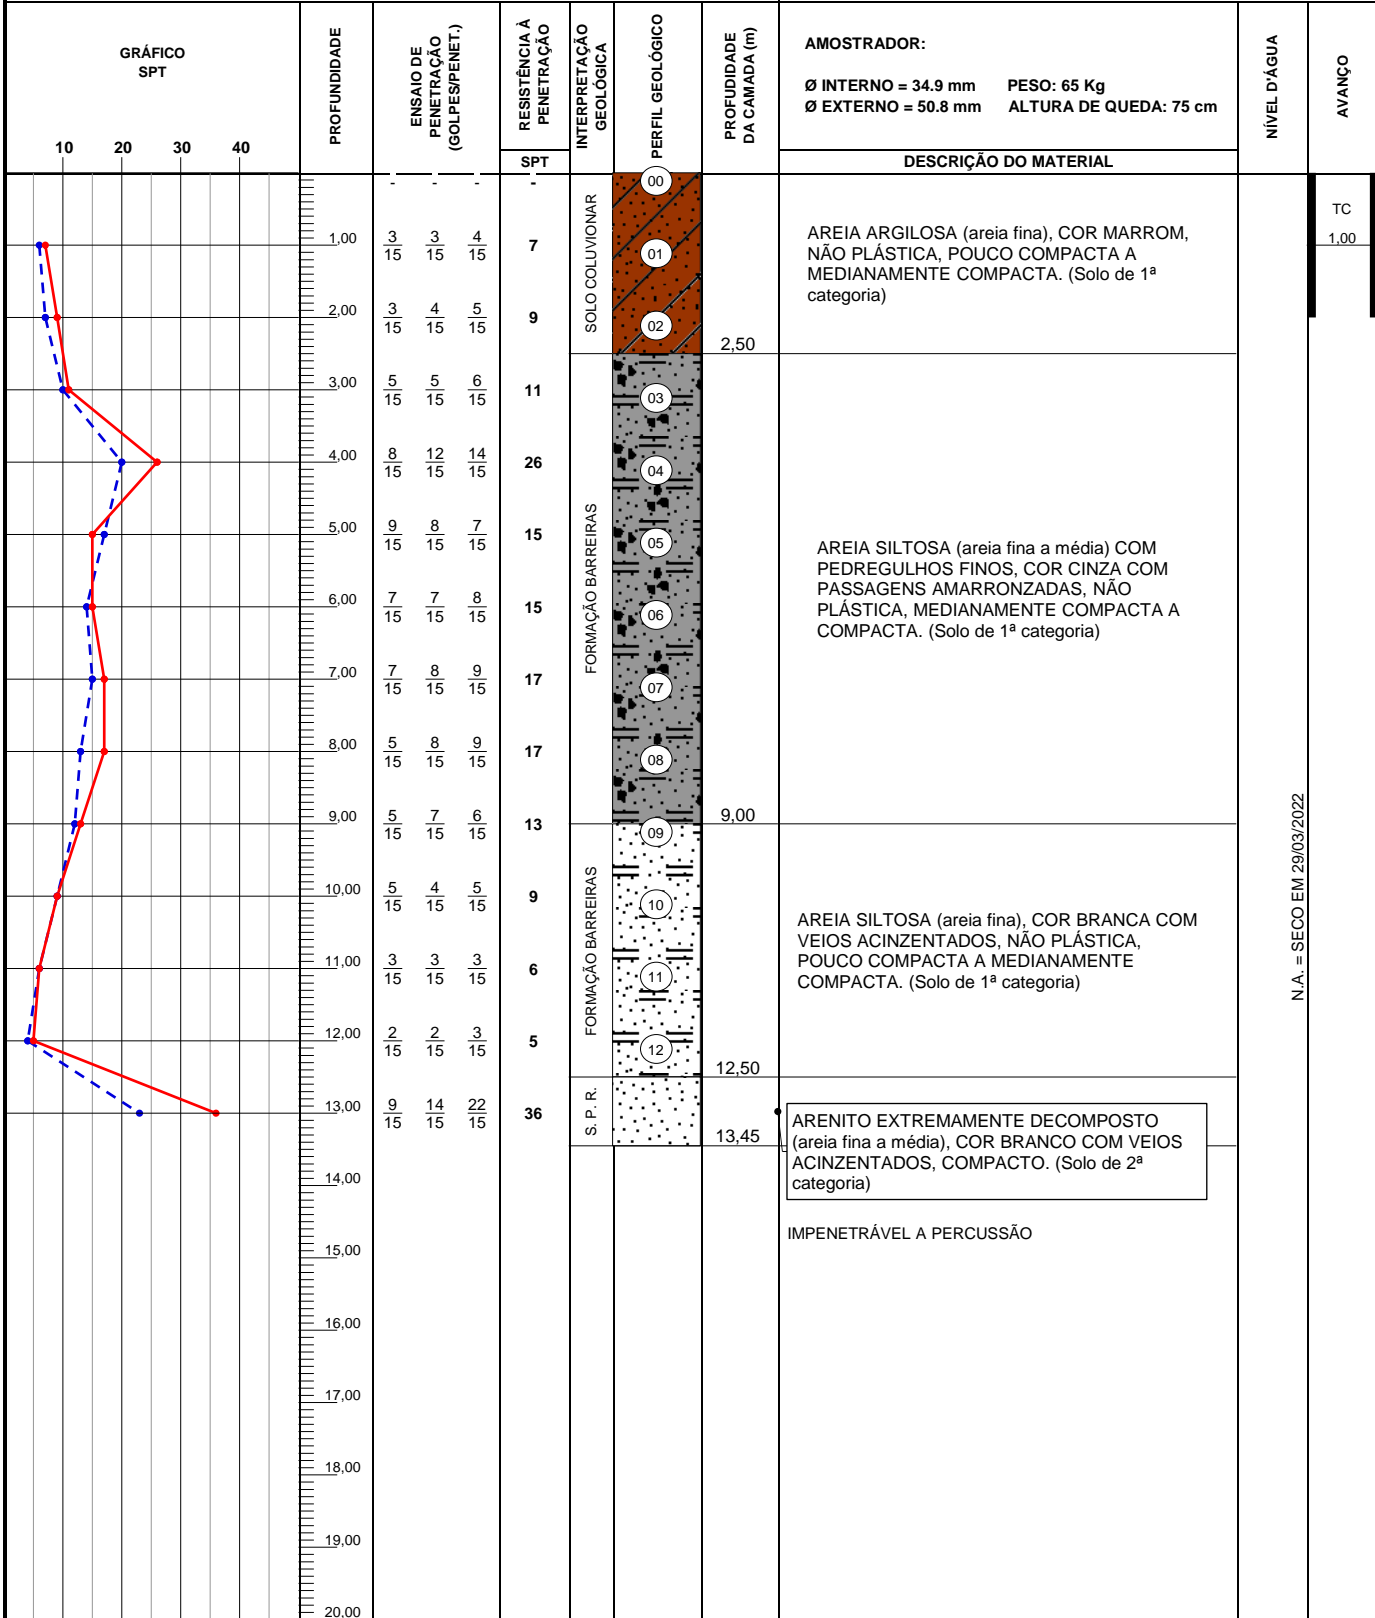 GRÁFICO
SPT
10 20 30 40
PROFUNDIDADE
ENSAIO DE
PENETRAÇÃO
(GOLPES/PENET.)
RESISTÊNCIA À
PENETRAÇÃO
SPT
INTERPRETAÇÃO
GEOLÓGICA
PERFIL GEOLÓGICO
PROFUDIDADE
DA CAMADA (m)
AMOSTRADOR:
Ø INTERNO = 34.9 mm PESO: 65 Kg
Ø EXTERNO = 50.8 mm ALTURA DE QUEDA: 75 cm
DESCRIÇÃO DO MATERIAL
NÍVEL D'ÁGUA
AVANÇO
- - - - 00
1,00 3/15 3/15 4/15 7 01
2,00 3/15 4/15 5/15 9 02
3,00 5/15 5/15 6/15 11 03
4,00 8/15 12/15 14/15 26 04
5,00 9/15 8/15 7/15 15 05
6,00 7/15 7/15 8/15 15 06
7,00 7/15 8/15 9/15 17 07
8,00 5/15 8/15 9/15 17 08
9,00 5/15 7/15 6/15 13 09
10,00 5/15 4/15 5/15 9 10
11,00 3/15 3/15 3/15 6 11
12,00 2/15 2/15 3/15 5 12
13,00 9/15 14/15 22/15 36
14,00
15,00
16,00
17,00
18,00
19,00
20,00
SOLO COLUVIONAR
2,50
AREIA ARGILOSA (areia fina), COR MARROM,
NÃO PLÁSTICA, POUCO COMPACTA A
MEDIANAMENTE COMPACTA. (Solo de 1ª
categoria)
FORMAÇÃO BARREIRAS
9,00
AREIA SILTOSA (areia fina a média) COM
PEDREGULHOS FINOS, COR CINZA COM
PASSAGENS AMARRONZADAS, NÃO
PLÁSTICA, MEDIANAMENTE COMPACTA A
COMPACTA. (Solo de 1ª categoria)
FORMAÇÃO BARREIRAS
12,50
AREIA SILTOSA (areia fina), COR BRANCA COM
VEIOS ACINZENTADOS, NÃO PLÁSTICA,
POUCO COMPACTA A MEDIANAMENTE
COMPACTA. (Solo de 1ª categoria)
S. P. R.
13,45
ARENITO EXTREMAMENTE DECOMPOSTO
(areia fina a média), COR BRANCO COM VEIOS
ACINZENTADOS, COMPACTO. (Solo de 2ª
categoria)
IMPENETRÁVEL A PERCUSSÃO
N.A. = SECO EM 29/03/2022
TC
1,00